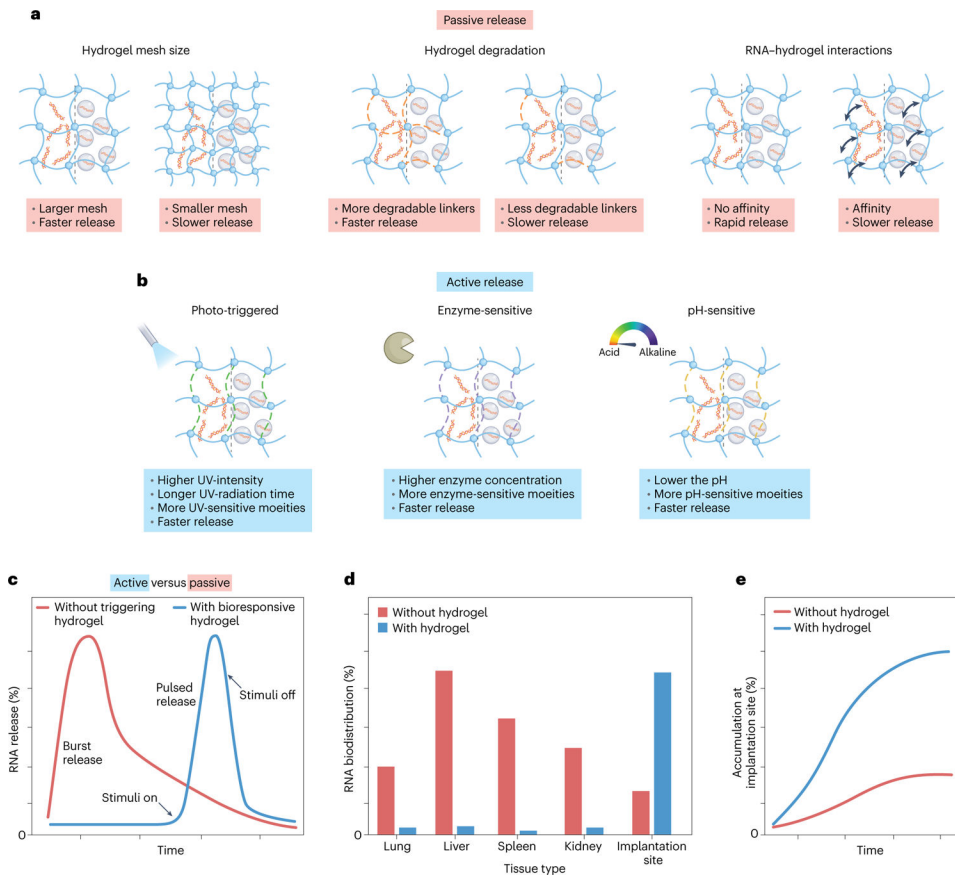 a
Passive release
Hydrogel mesh size
Hydrogel degradation
RNA–hydrogel interactions
• Larger mesh
• Faster release
• Smaller mesh
• Slower release
• More degradable linkers
• Faster release
• Less degradable linkers
• Slower release
• No affinity
• Rapid release
• Affinity
• Slower release
b
Active release
Photo-triggered
Enzyme-sensitive
pH-sensitive
Acid
Alkaline
• Higher UV-intensity
• Longer UV-radiation time
• More UV-sensitive moieties
• Faster release
• Higher enzyme concentration
• More enzyme-sensitive moeities
• Faster release
• Lower the pH
• More pH-sensitive moeities
• Faster release
c
Active versus passive
Without triggering
hydrogel
With bioresponsive
hydrogel
RNA release (%)
Burst
release
Pulsed
release
Stimuli off
Stimuli on
0
Time
d
Without hydrogel
With hydrogel
RNA biodistribution (%)
0
Lung
Liver
Spleen
Kidney
Implantation
site
Tissue type
e
Without hydrogel
With hydrogel
Accumulation at
implantation site (%)
0
Time